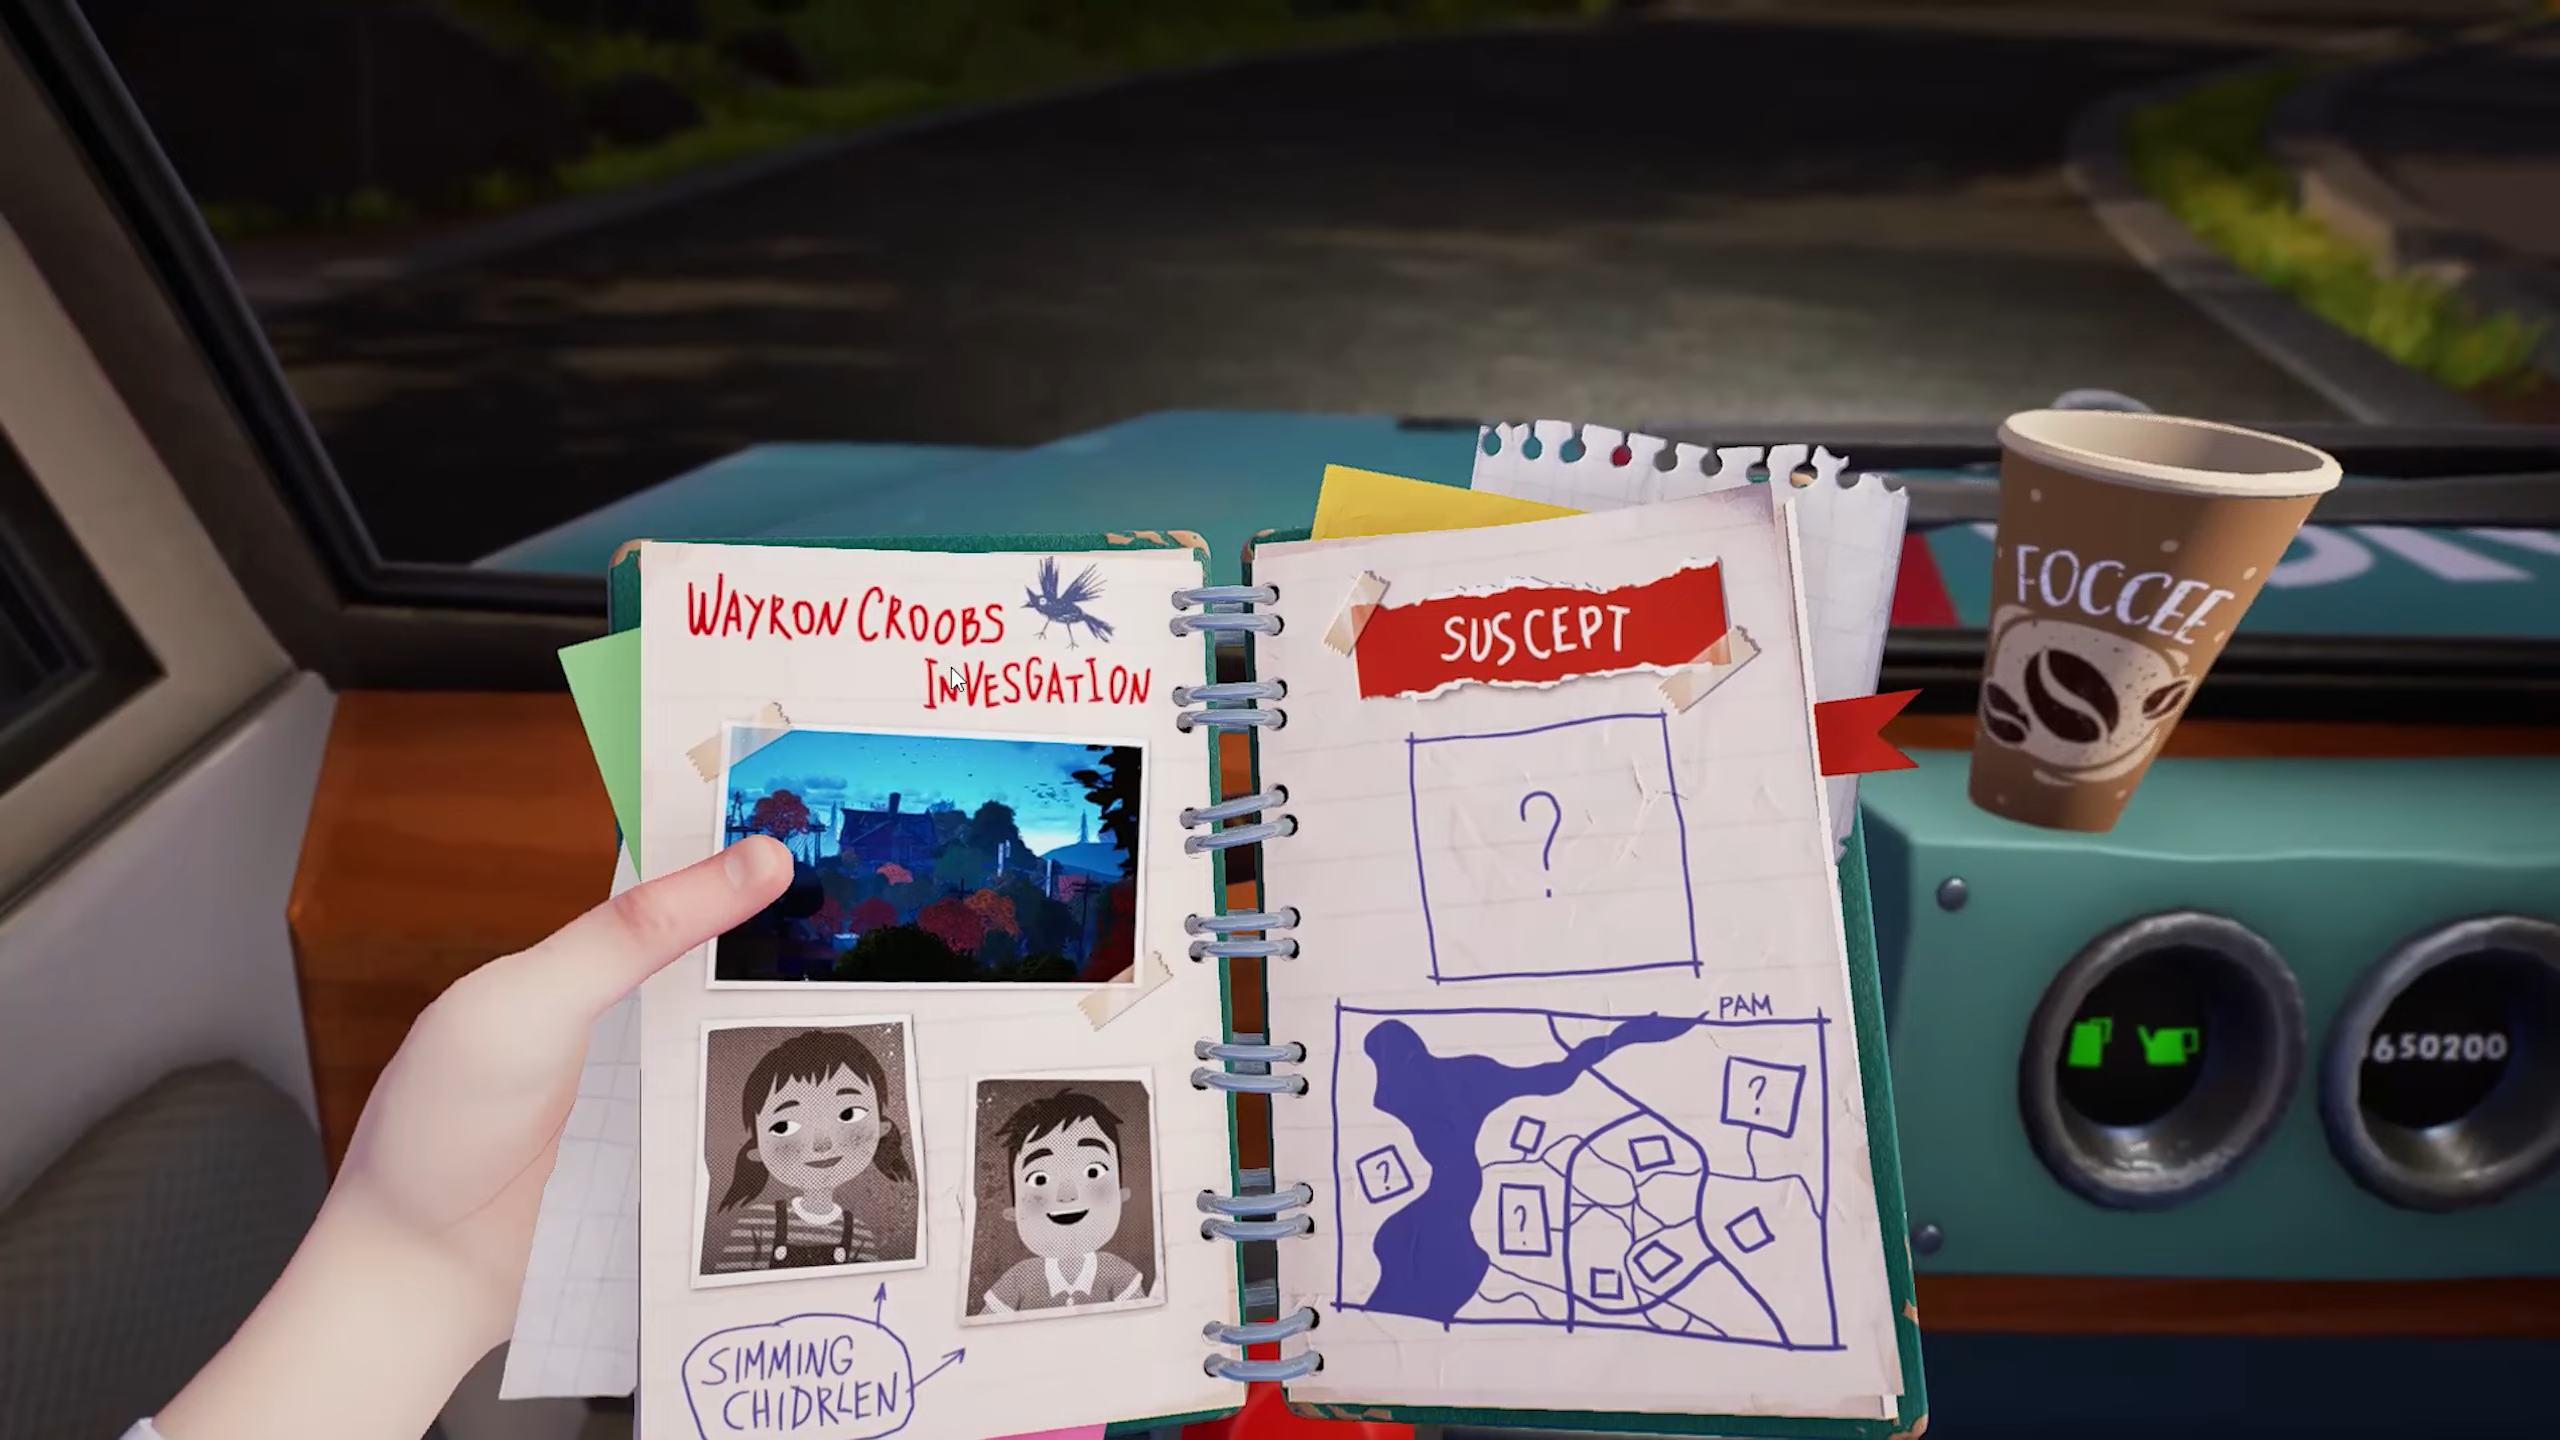 WAYRON CROOBS
INVESGATION
SIMMING
CHIDRLEN
SUSCEPT
?
PAM
?
?
?
FOCCEE
650200